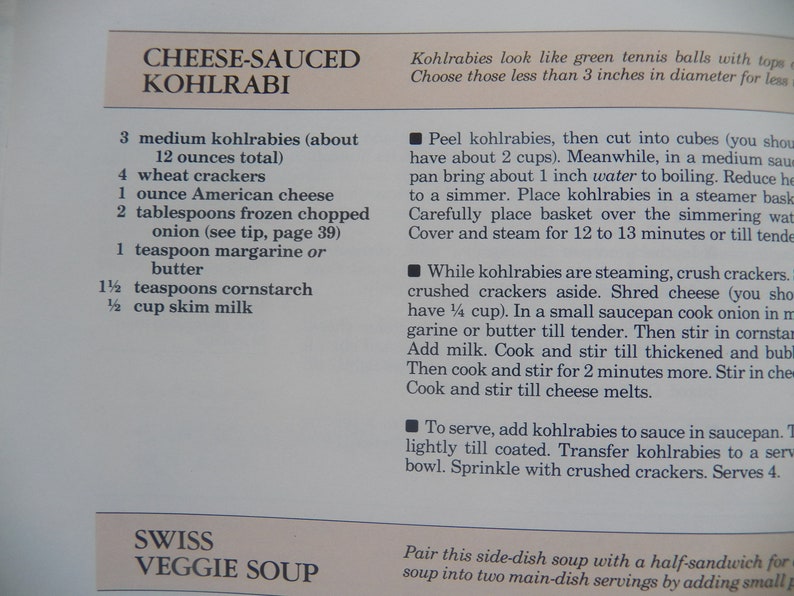 CHEESE-SAUCED
KOHLRABI
Kohlrabies look like green tennis balls with tops
Choose those less than 3 inches in diameter for less
3 medium kohlrabies (about
12 ounces total)
4 wheat crackers
1 ounce American cheese
2 tablespoons frozen chopped
onion (see tip, page 39)
1 teaspoon margarine or
butter
1½ teaspoons cornstarch
½ cup skim milk
■ Peel kohlrabies, then cut into cubes (you shou
have about 2 cups). Meanwhile, in a medium sau
pan bring about 1 inch water to boiling. Reduce he
to a simmer. Place kohlrabies in a steamer bask
Carefully place basket over the simmering wat
Cover and steam for 12 to 13 minutes or till tende
■ While kohlrabies are steaming, crush crackers.
crushed crackers aside. Shred cheese (you sho
have ¼ cup). In a small saucepan cook onion in m
garine or butter till tender. Then stir in cornstar
Add milk. Cook and stir till thickened and bub
Then cook and stir for 2 minutes more. Stir in che
Cook and stir till cheese melts.
■ To serve, add kohlrabies to sauce in saucepan. T
lightly till coated. Transfer kohlrabies to a serv
bowl. Sprinkle with crushed crackers. Serves 4.
SWISS
VEGGIE SOUP
Pair this side-dish soup with a half-sandwich for
soup into two main-dish servings by adding small p